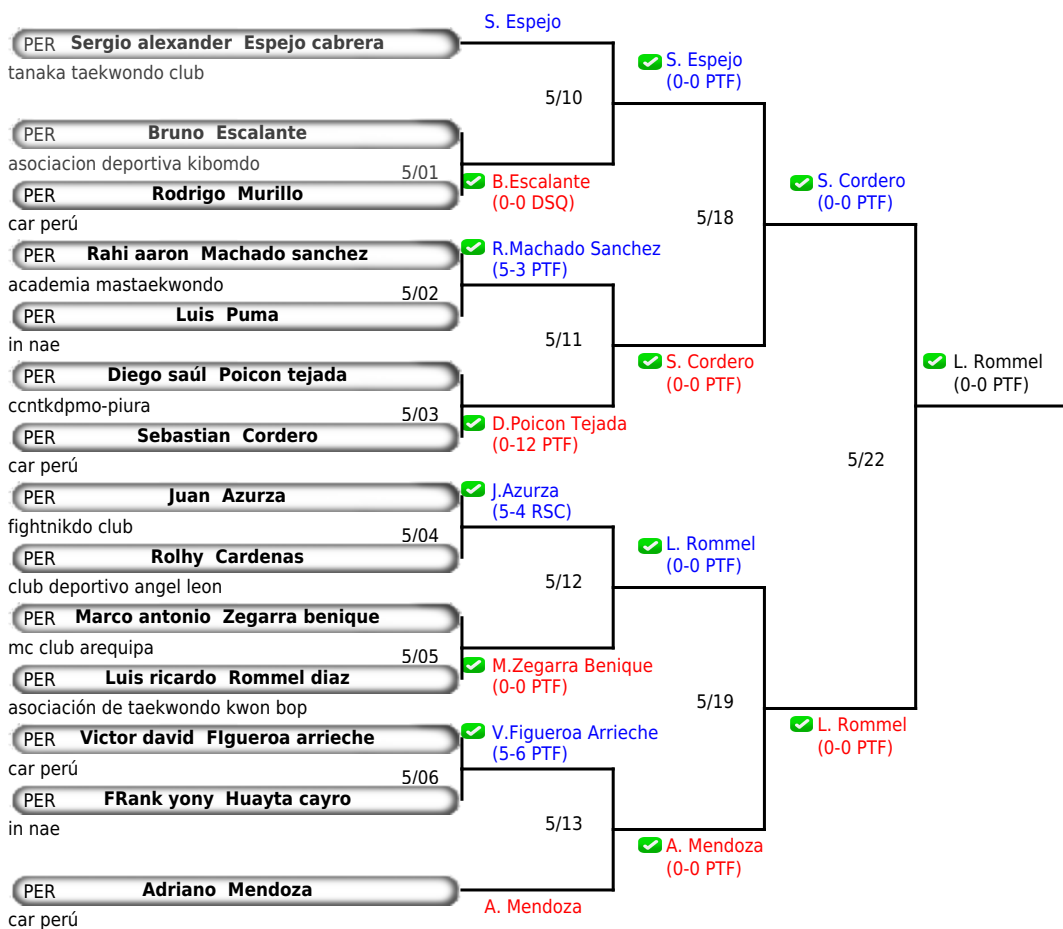 S. Espejo
PER Sergio alexander Espejo cabrera
tanaka taekwondo club
S. Espejo
(0-0 PTF)
5/10
PER Bruno Escalante
asociacion deportiva kibomdo
5/01
B.Escalante
(0-0 DSQ)
PER Rodrigo Murillo
car perú
S. Cordero
(0-0 PTF)
5/18
PER Rahi aaron Machado sanchez
academia mastaekwondo
R.Machado Sanchez
(5-3 PTF)
5/02
PER Luis Puma
in nae
5/11
PER Diego saúl Poicon tejada
ccntkdpmo-piura
S. Cordero
(0-0 PTF)
L. Rommel
(0-0 PTF)
5/03
D.Poicon Tejada
(0-12 PTF)
PER Sebastian Cordero
car perú
5/22
PER Juan Azurza
fightnikdo club
J.Azurza
(5-4 RSC)
5/04
PER Rolhy Cardenas
club deportivo angel leon
L. Rommel
(0-0 PTF)
5/12
PER Marco antonio Zegarra benique
mc club arequipa
5/05
M.Zegarra Benique
(0-0 PTF)
PER Luis ricardo Rommel diaz
asociación de taekwondo kwon bop
5/19
L. Rommel
(0-0 PTF)
PER Victor david FIgueroa arrieche
car perú
V.Figueroa Arrieche
(5-6 PTF)
5/06
PER FRank yony Huayta cayro
in nae
5/13
A. Mendoza
(0-0 PTF)
PER Adriano Mendoza
car perú
A. Mendoza